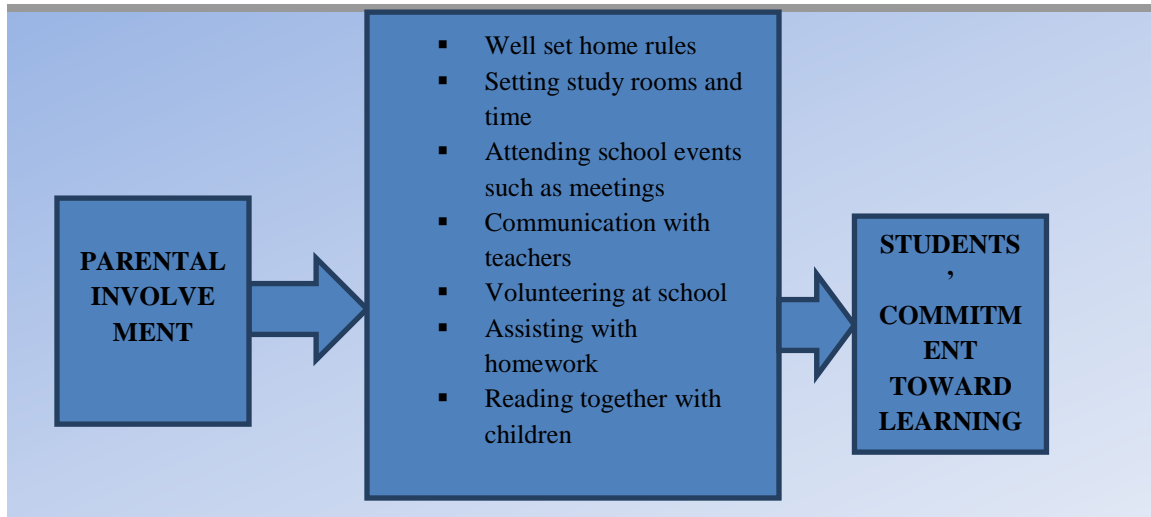 PARENTAL
INVOLVE
MENT
▪ Well set home rules
▪ Setting study rooms and
time
▪ Attending school events
such as meetings
▪ Communication with
teachers
▪ Volunteering at school
▪ Assisting with
homework
▪ Reading together with
children
STUDENTS
’
COMMITM
ENT
TOWARD
LEARNING